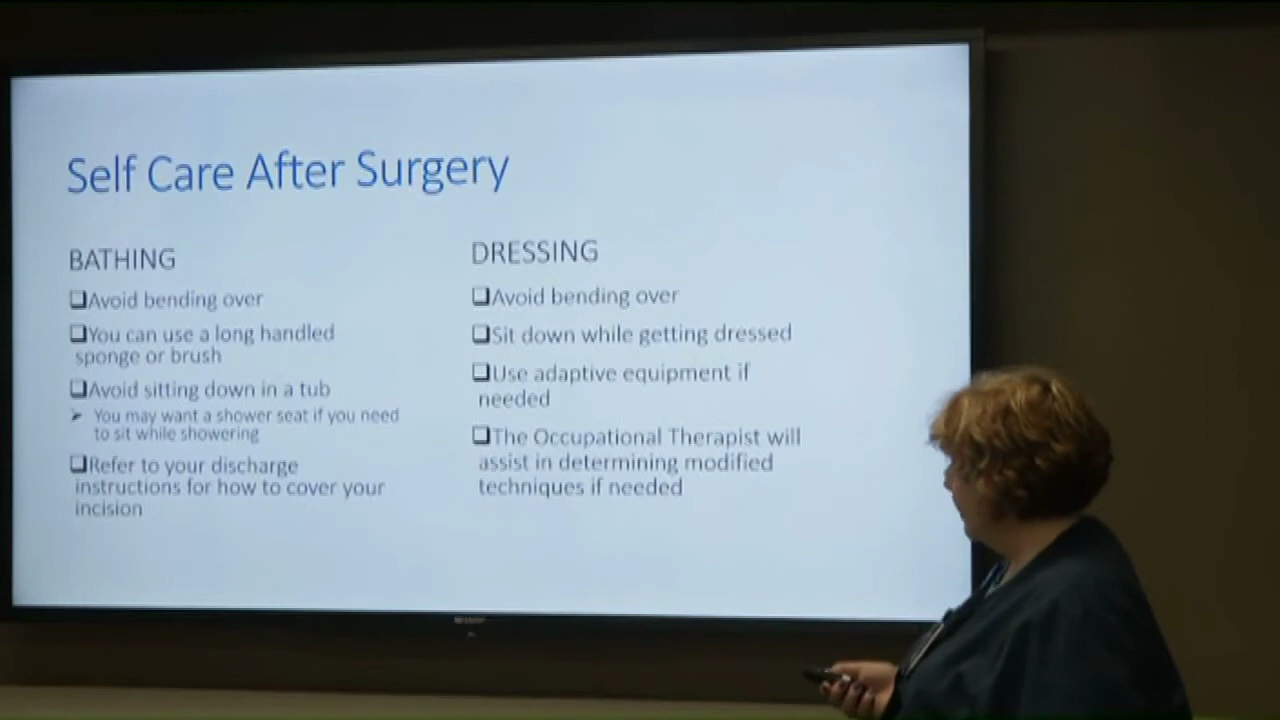 Self Care After Surgery
BATHING
Avoid bending over
You can use a long handled
sponge or brush
Avoid sitting down in a tub
You may want a shower seat if you need
to sit while showering
Refer to your discharge
instructions for how to cover your
incision
DRESSING
Avoid bending over
Sit down while getting dressed
Use adaptive equipment if
needed
The Occupational Therapist will
assist in determining modified
techniques if needed